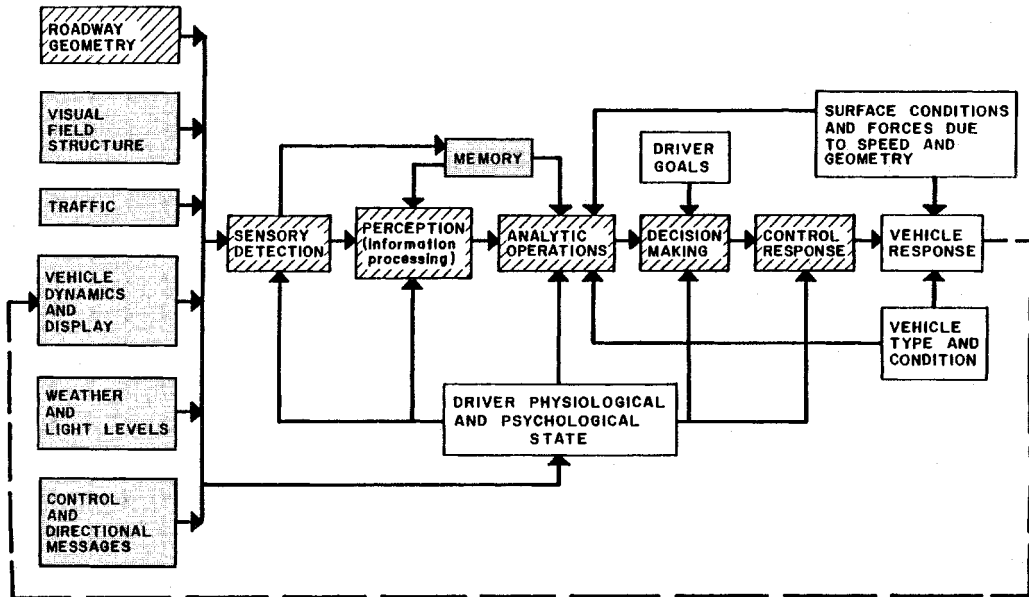 ROADWAY
GEOMETRY
VISUAL
FIELD
STRUCTURE
TRAFFIC
VEHICLE
DYNAMICS
AND
DISPLAY
WEATHER
AND
LIGHT LEVELS
CONTROL
AND
DIRECTIONAL
MESSAGES
SENSORY
DETECTION
MEMORY
PERCEPTION
(information
processing)
ANALYTIC
OPERATIONS
DRIVER
GOALS
DECISION
MAKING
CONTROL
RESPONSE
SURFACE CONDITIONS
AND FORCES DUE
TO SPEED AND
GEOMETRY
VEHICLE
RESPONSE
VEHICLE
TYPE AND
CONDITION
DRIVER PHYSIOLOGICAL
AND PSYCHOLOGICAL
STATE